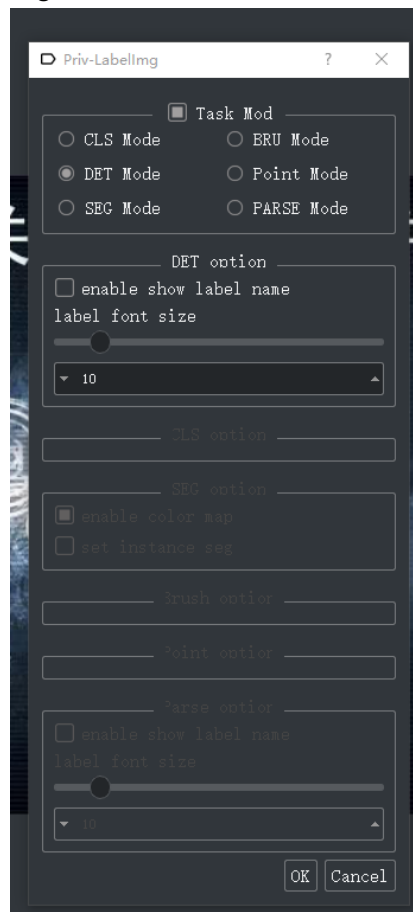 Priv-LabelImg ?
Task Mod
CLS Mode BRU Mode
DET Mode Point Mode
SEG Mode PARSE Mode
DET option
enable show label name
label font size
10
CLS option
SEG option
enable color map
set instance seg
Brush option
Point option
Parse option
enable show label name
label font size
10
OK Cancel